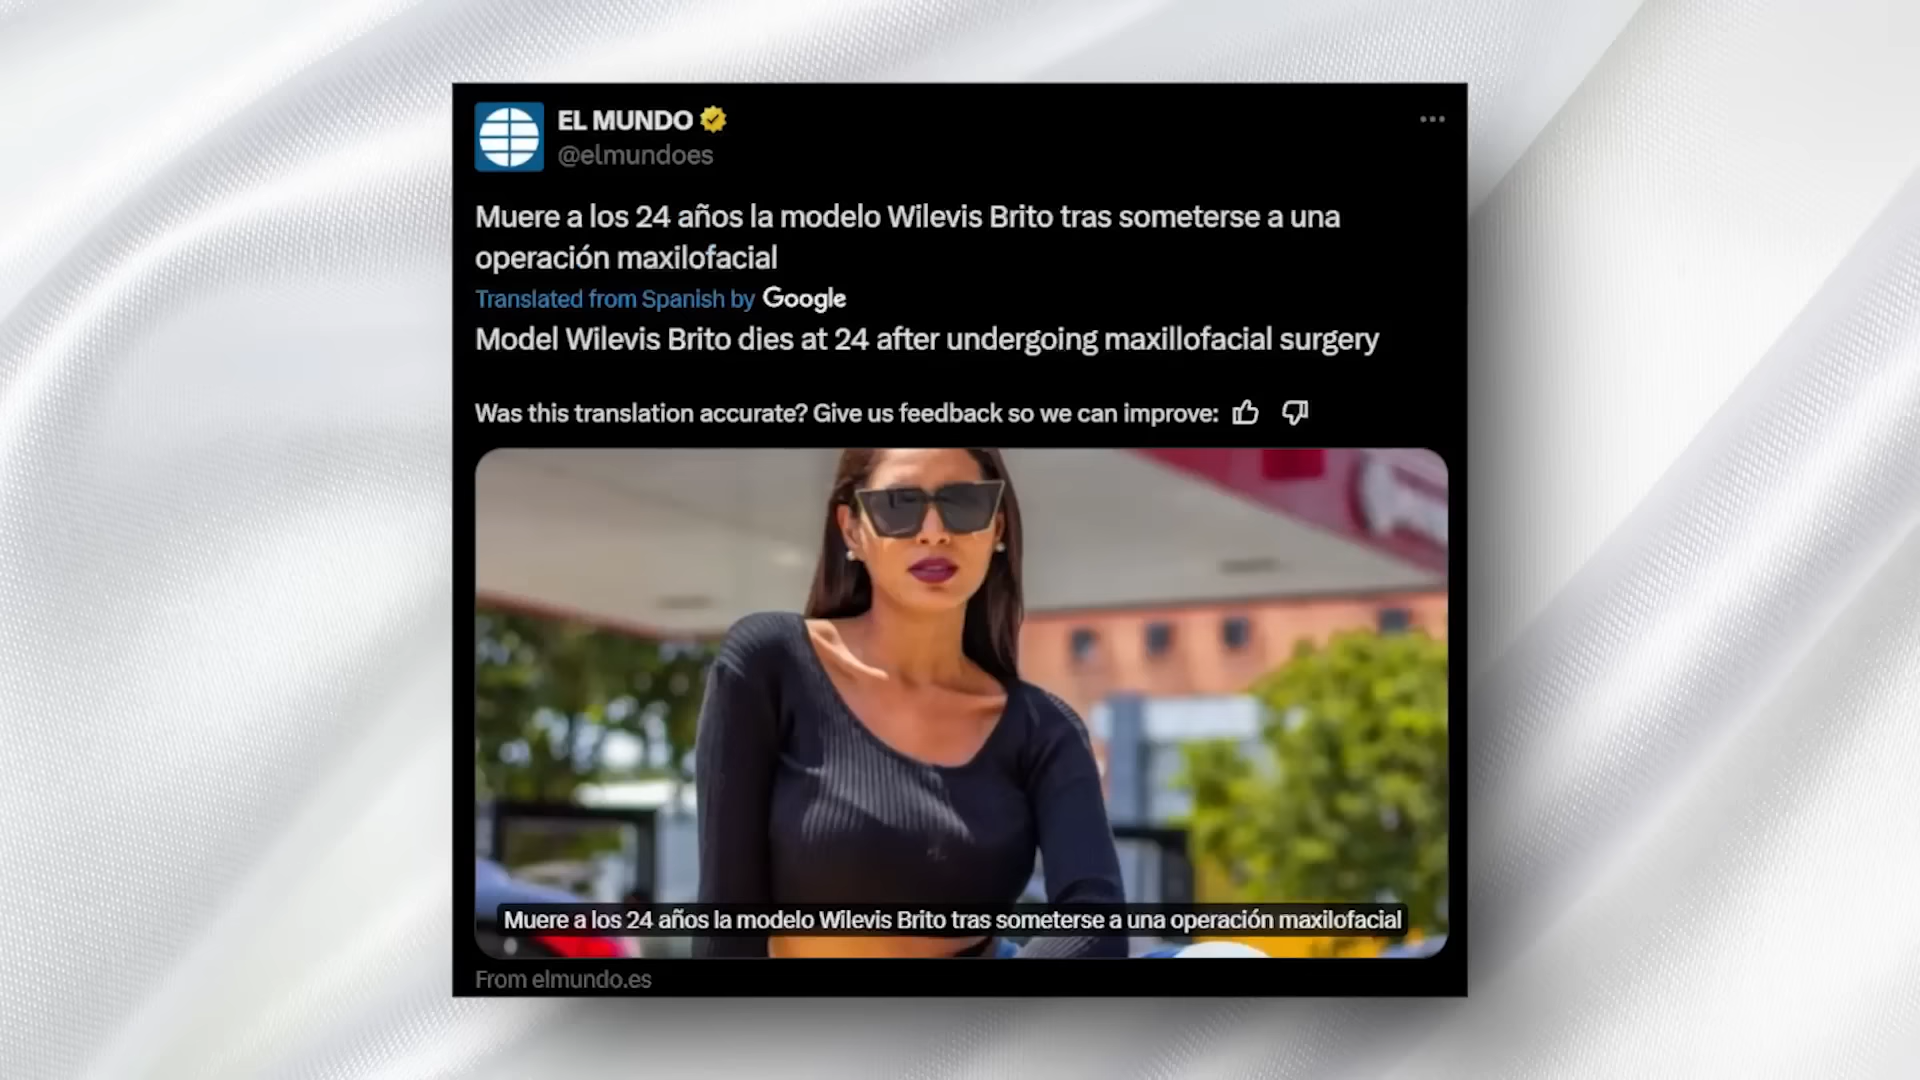 EL MUNDO
@elmundoes
Muere a los 24 años la modelo Wilevis Brito tras someterse a una
operación maxilofacial
Translated from Spanish by Google
Model Wilevis Brito dies at 24 after undergoing maxillofacial surgery
Was this translation accurate? Give us feedback so we can improve:
Muere a los 24 años la modelo Wilevis Brito tras someterse a una operación maxilofacial
From elmundo.es